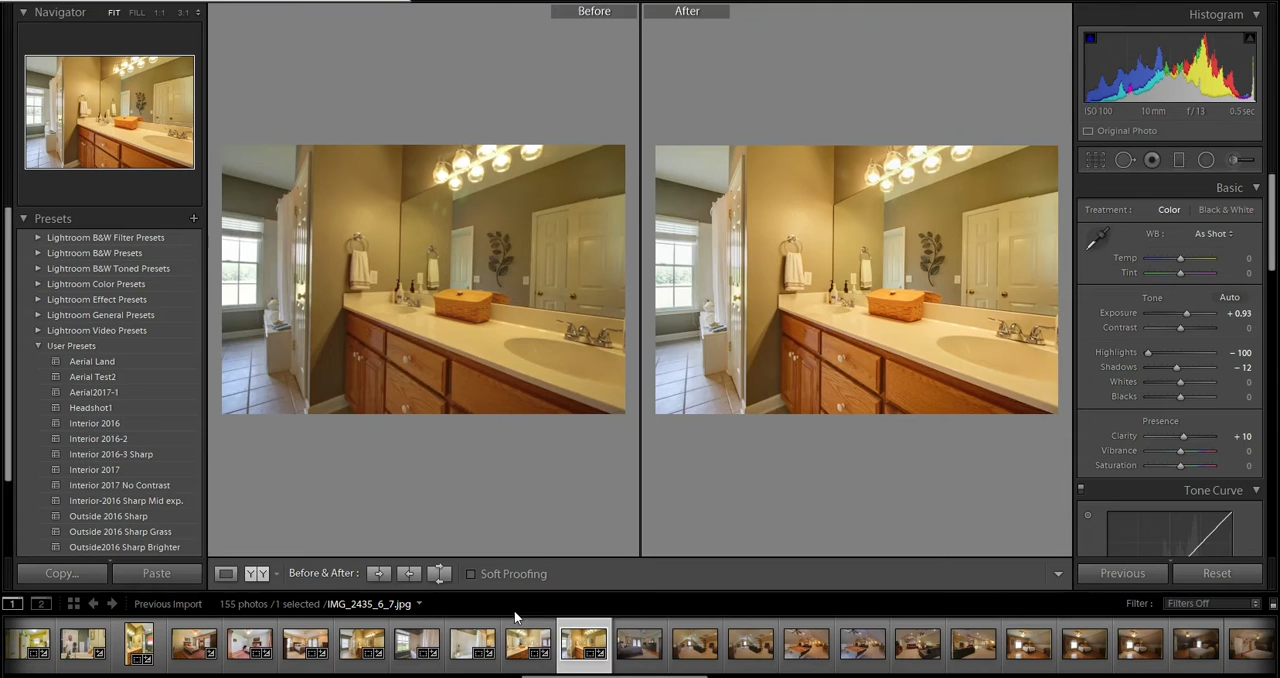 Navigator FIT FILL 1:1 3:1
Before After
Histogram
ISO 100 10 mm f/13 0.5 sec
Original Photo
Basic
Treatment : Color Black & White
WB : As Shot
Temp 0
Tint 0
Tone Auto
Exposure + 0.93
Contrast 0
Highlights − 100
Shadows − 12
Whites 0
Blacks 0
Presence
Clarity + 10
Vibrance 0
Saturation 0
Tone Curve
Presets +
Lightroom B&W Filter Presets
Lightroom B&W Presets
Lightroom B&W Toned Presets
Lightroom Color Presets
Lightroom Effect Presets
Lightroom General Presets
Lightroom Video Presets
User Presets
Aerial Land
Aerial Test2
Aerial2017-1
Headshot1
Interior 2016
Interior 2016-2
Interior 2016-3 Sharp
Interior 2017
Interior 2017 No Contrast
Interior-2016 Sharp Mid exp.
Outside 2016 Sharp
Outside 2016 Sharp Grass
Outside2016 Sharp Brighter
Copy... Paste
Y Y Before & After : Soft Proofing
Previous Reset
1 2 Previous Import 155 photos / 1 selected / IMG_2435_6_7.jpg
Filter : Filters Off